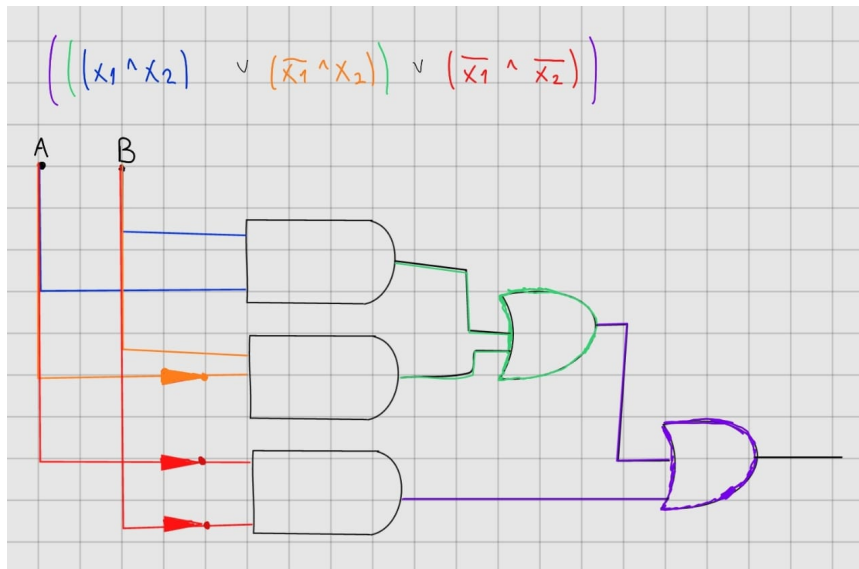 (((x1 ^ x2) ∨ (x̅1̅ ^ x2)) ∨ (x̅1̅ ^ x̅2̅))
A B